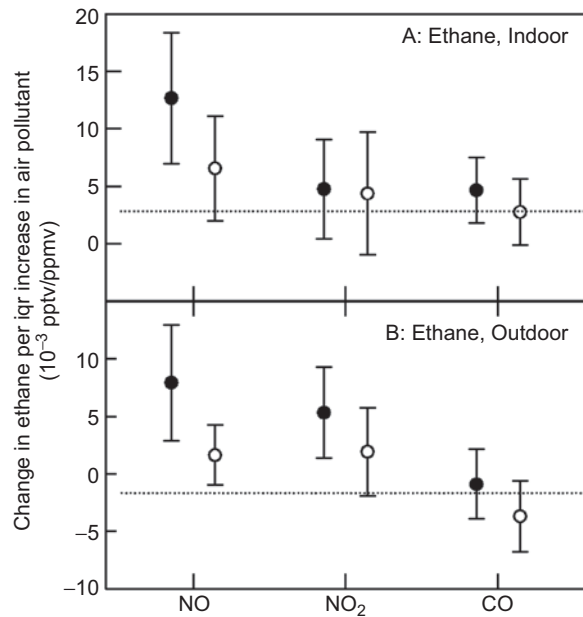 Change in ethane per iqr increase in air pollutant
(10⁻³ pptv/ppmv)
20
A: Ethane, Indoor
15
10
5
0
B: Ethane, Outdoor
10
5
0
−5
−10
NO
NO₂
CO